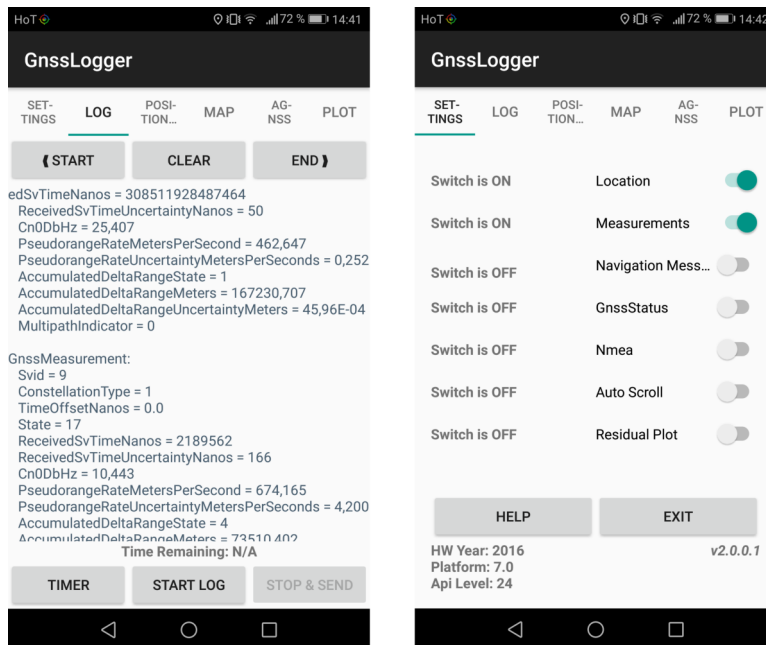 HoT 72 % 14:41
GnssLogger
SET-
TINGS
LOG
POSI-
TION...
MAP
AG-
NSS
PLOT
❰ START CLEAR END ❱
edSvTimeNanos = 308511928487464
ReceivedSvTimeUncertaintyNanos = 50
Cn0DbHz = 25,407
PseudorangeRateMetersPerSecond = 462,647
PseudorangeRateUncertaintyMetersPerSeconds = 0,252
AccumulatedDeltaRangeState = 1
AccumulatedDeltaRangeMeters = 167230,707
AccumulatedDeltaRangeUncertaintyMeters = 45,96E-04
MultipathIndicator = 0
GnssMeasurement:
Svid = 9
ConstellationType = 1
TimeOffsetNanos = 0.0
State = 17
ReceivedSvTimeNanos = 2189562
ReceivedSvTimeUncertaintyNanos = 166
Cn0DbHz = 10,443
PseudorangeRateMetersPerSecond = 674,165
PseudorangeRateUncertaintyMetersPerSeconds = 4,200
AccumulatedDeltaRangeState = 4
AccumulatedDeltaRangeMeters = 73510,402
Time Remaining: N/A
TIMER START LOG STOP & SEND
HoT 72 % 14:42
GnssLogger
SET-
TINGS
LOG
POSI-
TION...
MAP
AG-
NSS
PLOT
Switch is ON Location
Switch is ON Measurements
Switch is OFF Navigation Mess...
Switch is OFF GnssStatus
Switch is OFF Nmea
Switch is OFF Auto Scroll
Switch is OFF Residual Plot
HELP EXIT
HW Year: 2016 v2.0.0.1
Platform: 7.0
Api Level: 24